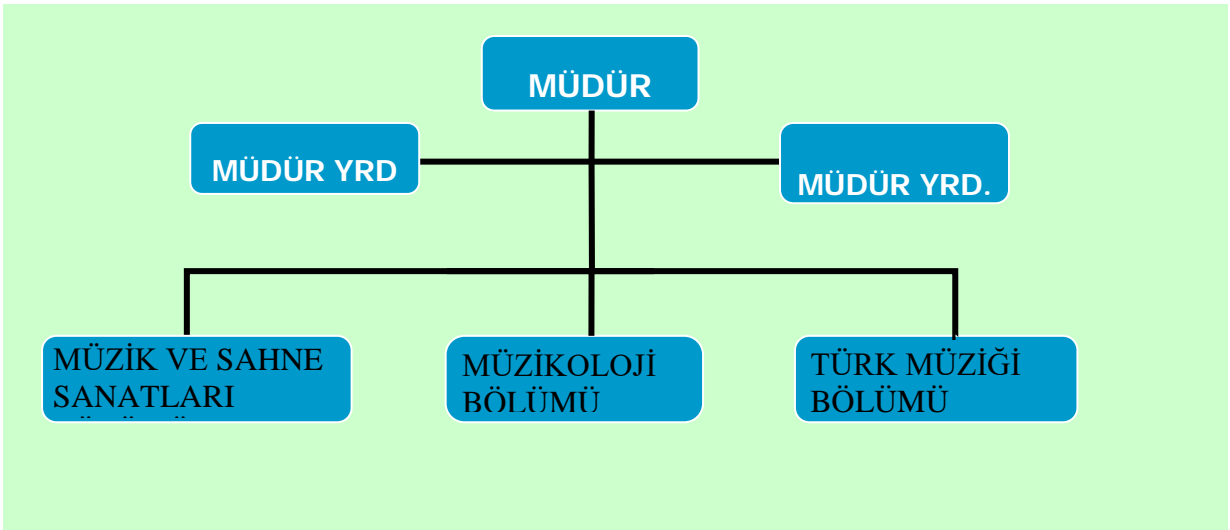 MÜDÜR
MÜDÜR YRD
MÜDÜR YRD.
MÜZİK VE SAHNE
SANATLARI
MÜZİKOLOJİ
BÖLÜMÜ
TÜRK MÜZİĞİ
BÖLÜMÜ